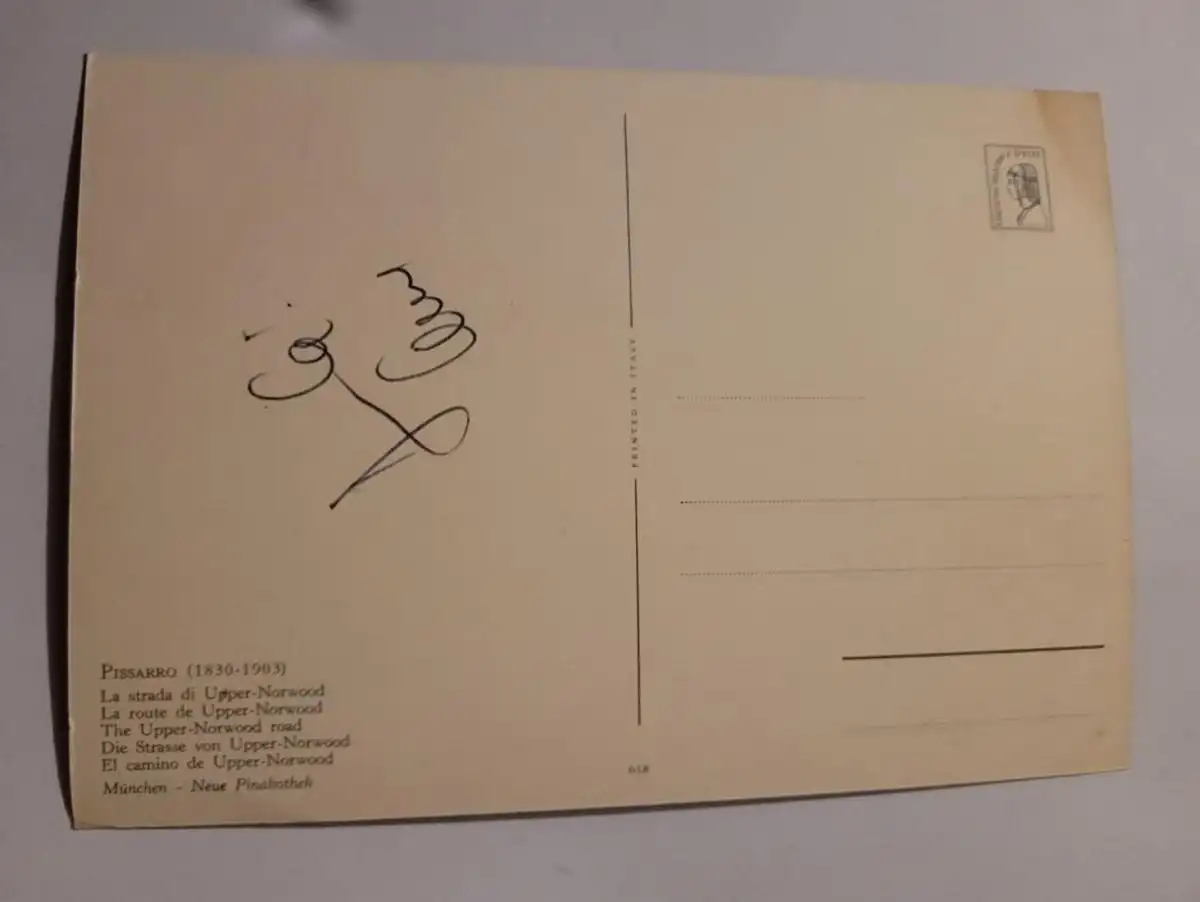 PISSARRO (1830-1903)
La strada di Upper-Norwood
La route de Upper-Norwood
The Upper-Norwood road
Die Strasse von Upper-Norwood
El camino de Upper-Norwood
München - Neue Pinakothek
PRINTED IN ITALY